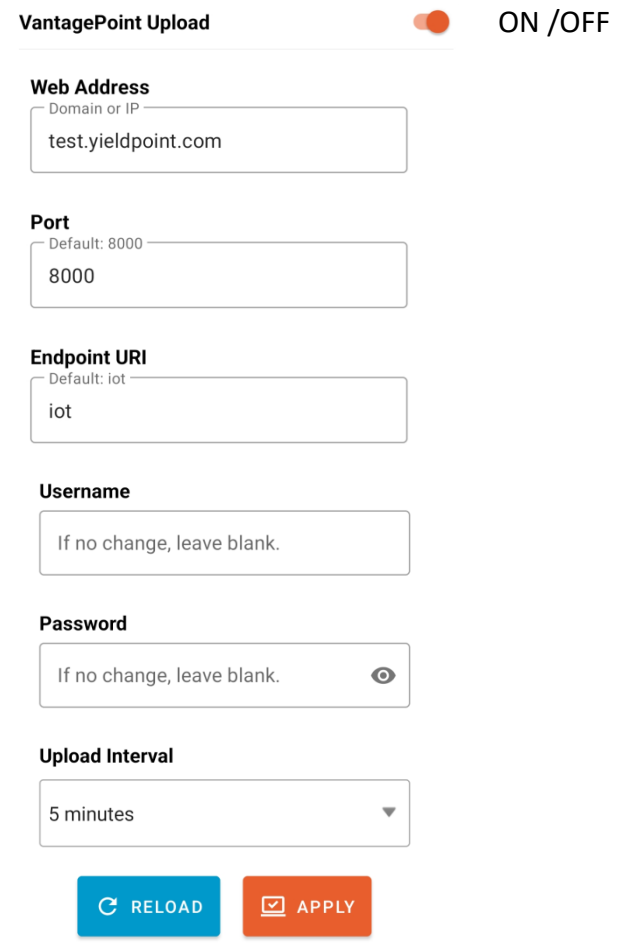 VantagePoint Upload ON /OFF
Web Address
Domain or IP
test.yieldpoint.com
Port
Default: 8000
8000
Endpoint URI
Default: iot
iot
Username
If no change, leave blank.
Password
If no change, leave blank.
Upload Interval
5 minutes
RELOAD APPLY